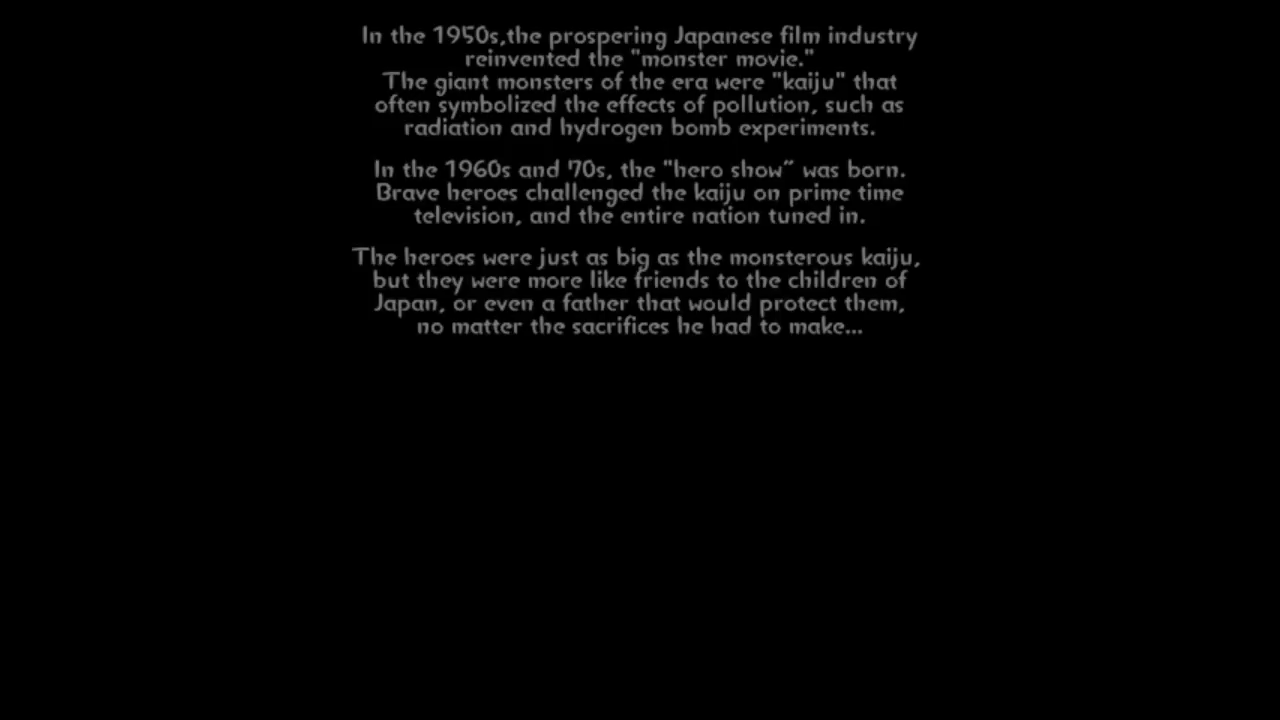 In the 1950s,the prospering Japanese film industry
reinvented the "monster movie."
The giant monsters of the era were "kaiju" that
often symbolized the effects of pollution, such as
radiation and hydrogen bomb experiments.
In the 1960s and '70s, the "hero show" was born.
Brave heroes challenged the kaiju on prime time
television, and the entire nation tuned in.
The heroes were just as big as the monsterous kaiju,
but they were more like friends to the children of
Japan, or even a father that would protect them,
no matter the sacrifices he had to make...